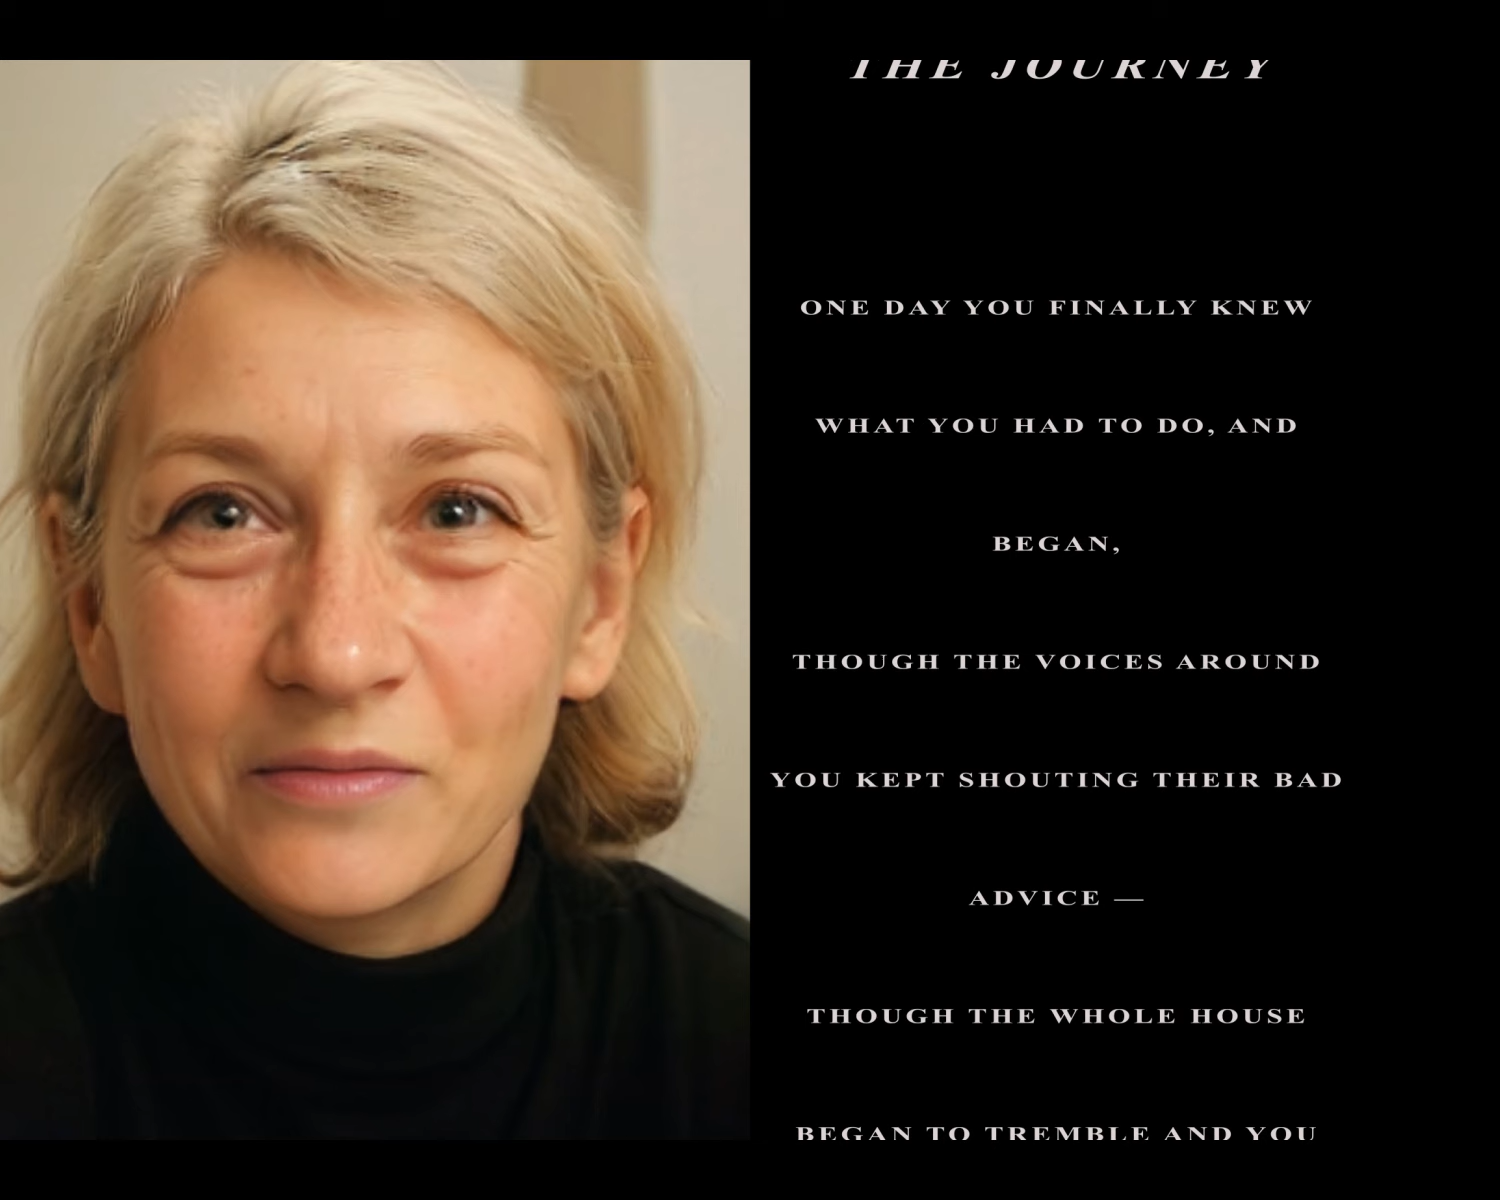 THE JOURNEY
ONE DAY YOU FINALLY KNEW
WHAT YOU HAD TO DO, AND
BEGAN,
THOUGH THE VOICES AROUND
YOU KEPT SHOUTING THEIR BAD
ADVICE —
THOUGH THE WHOLE HOUSE
BEGAN TO TREMBLE AND YOU